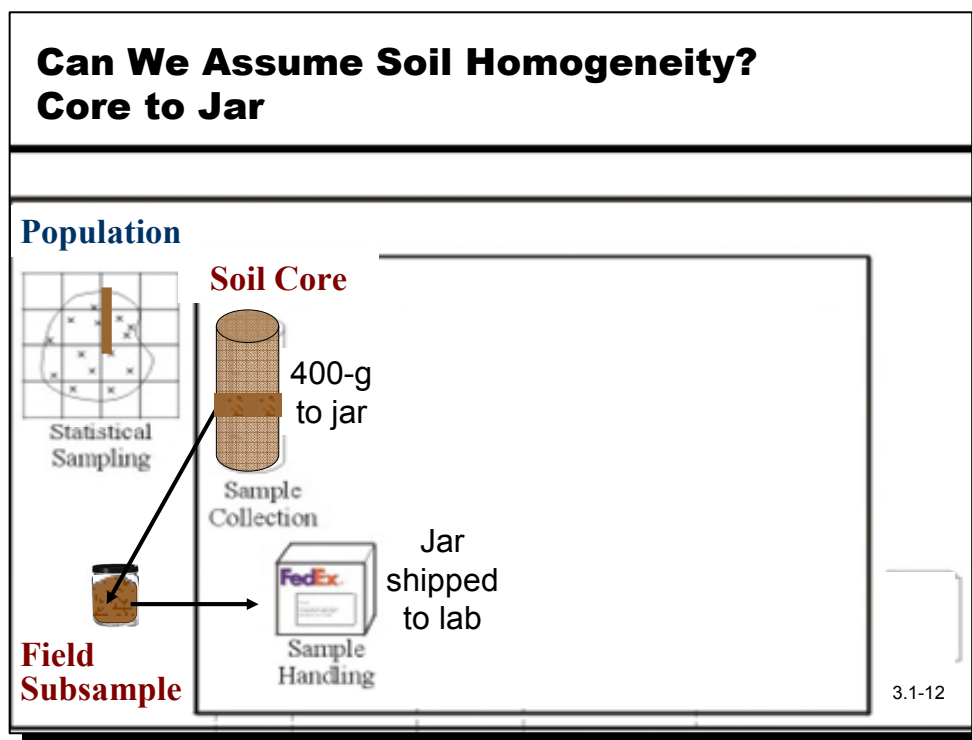 Can We Assume Soil Homogeneity?
Core to Jar
Population
Statistical
Sampling
Soil Core
400-g
to jar
Sample
Collection
Field
Subsample
FedEx
Sample
Handling
Jar
shipped
to lab
3.1-12